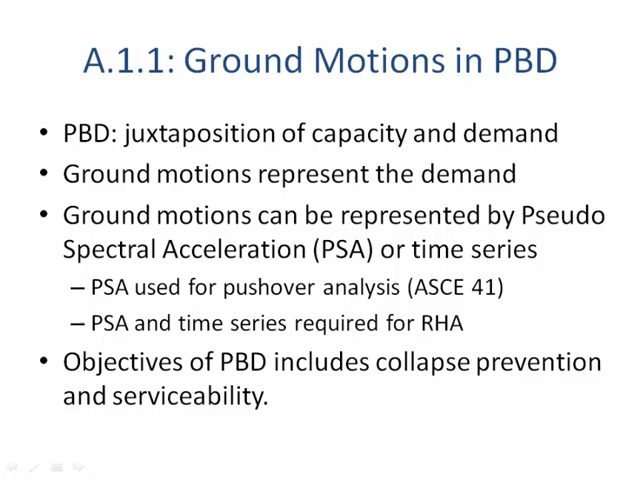 A.1.1: Ground Motions in PBD
• PBD: juxtaposition of capacity and demand
• Ground motions represent the demand
• Ground motions can be represented by Pseudo
Spectral Acceleration (PSA) or time series
– PSA used for pushover analysis (ASCE 41)
– PSA and time series required for RHA
• Objectives of PBD includes collapse prevention
and serviceability.